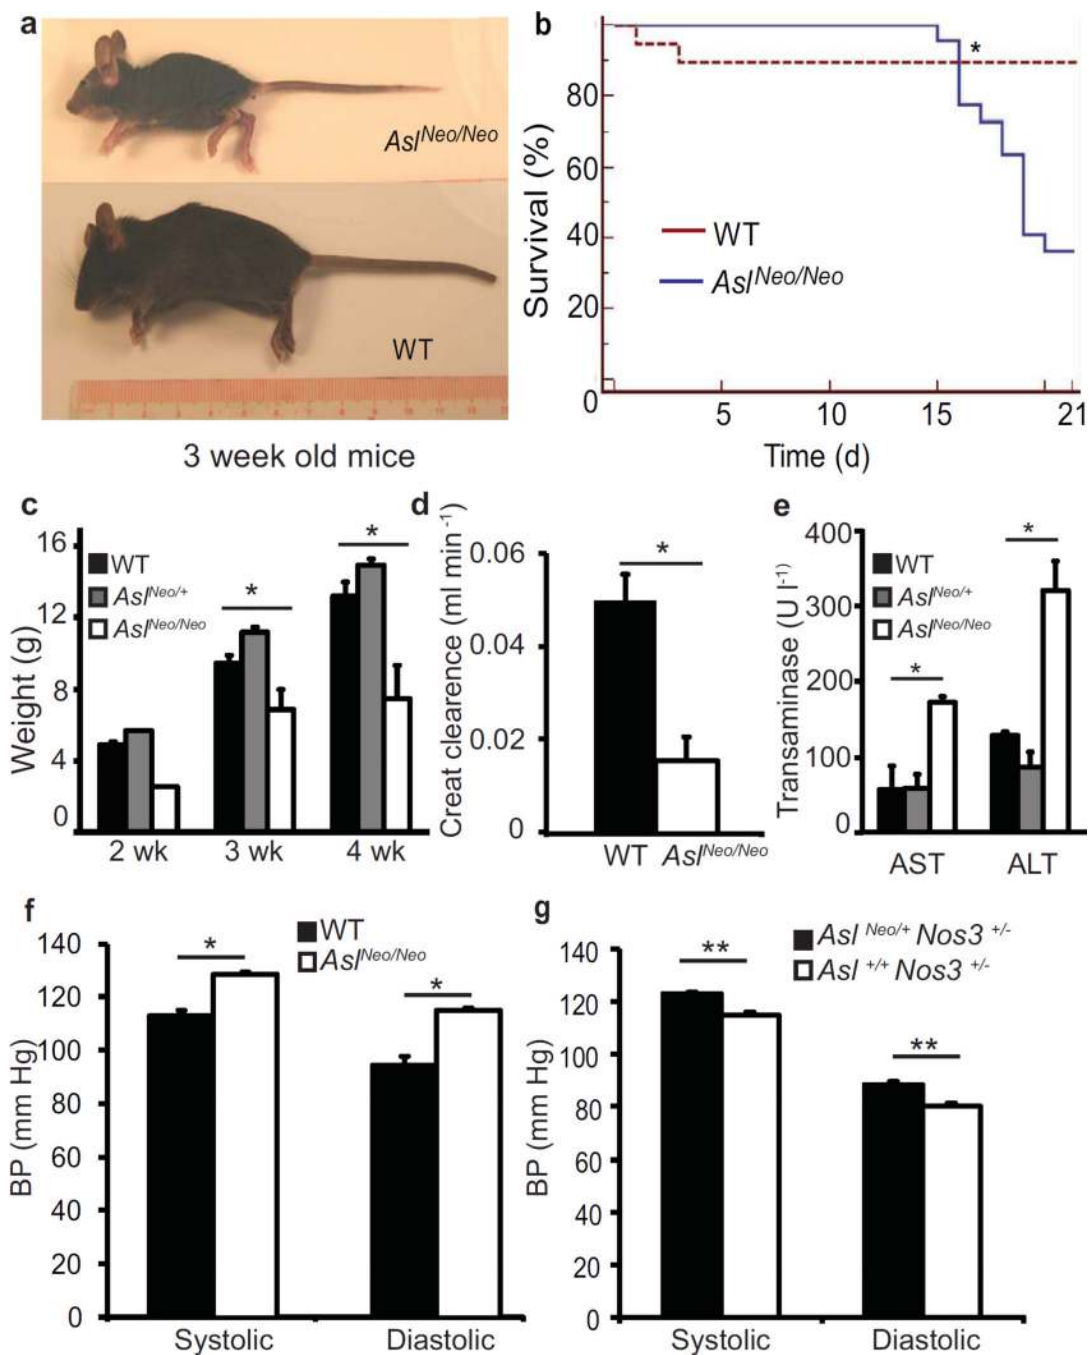 a
Asl^Neo/Neo
WT
3 week old mice
b
Survival (%)
80
60
40
20
0
*
WT
Asl^Neo/Neo
5 10 15 21
Time (d)
c
Weight (g)
16
12
8
4
0
WT
Asl^Neo/+
Asl^Neo/Neo
* *
2 wk 3 wk 4 wk
d
Creat clearence (ml min⁻¹)
0.06
0.04
0.02
0
*
WT Asl^Neo/Neo
e
Transaminase (U l⁻¹)
400
300
200
100
0
WT
Asl^Neo/+
Asl^Neo/Neo
* *
AST ALT
f
BP (mm Hg)
140
120
100
80
60
40
20
0
WT
Asl^Neo/Neo
* *
Systolic Diastolic
g
BP (mm Hg)
140
120
100
80
60
40
20
0
Asl^Neo/+ Nos3^+/-
Asl^+/+ Nos3^+/-
** **
Systolic Diastolic